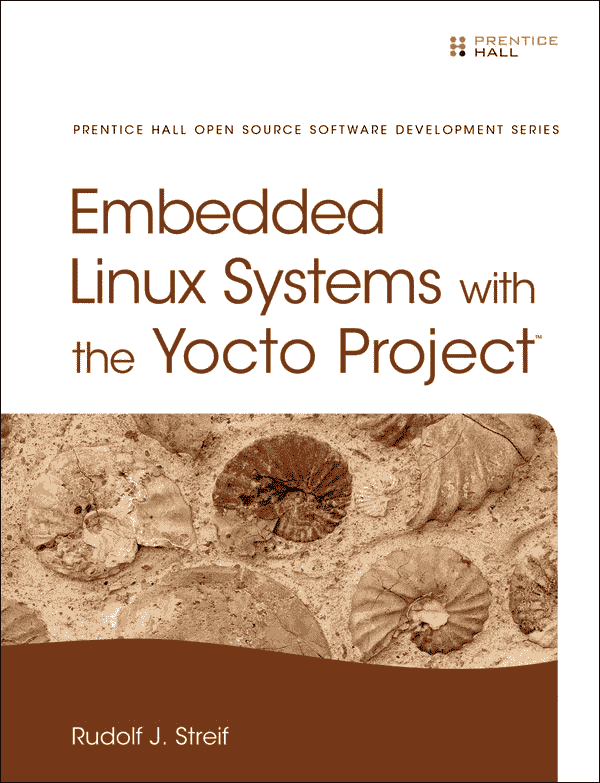 PRENTICE
HALL
PRENTICE HALL OPEN SOURCE SOFTWARE DEVELOPMENT SERIES
Embedded
Linux Systems with
the Yocto Project™
Rudolf J. Streif